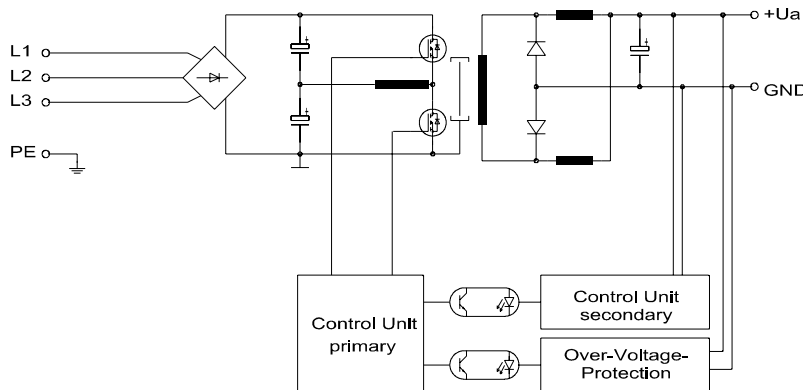 +Ua
L1
L2
L3
GND
PE
Control Unit
primary
Control Unit
secondary
Over-Voltage-
Protection